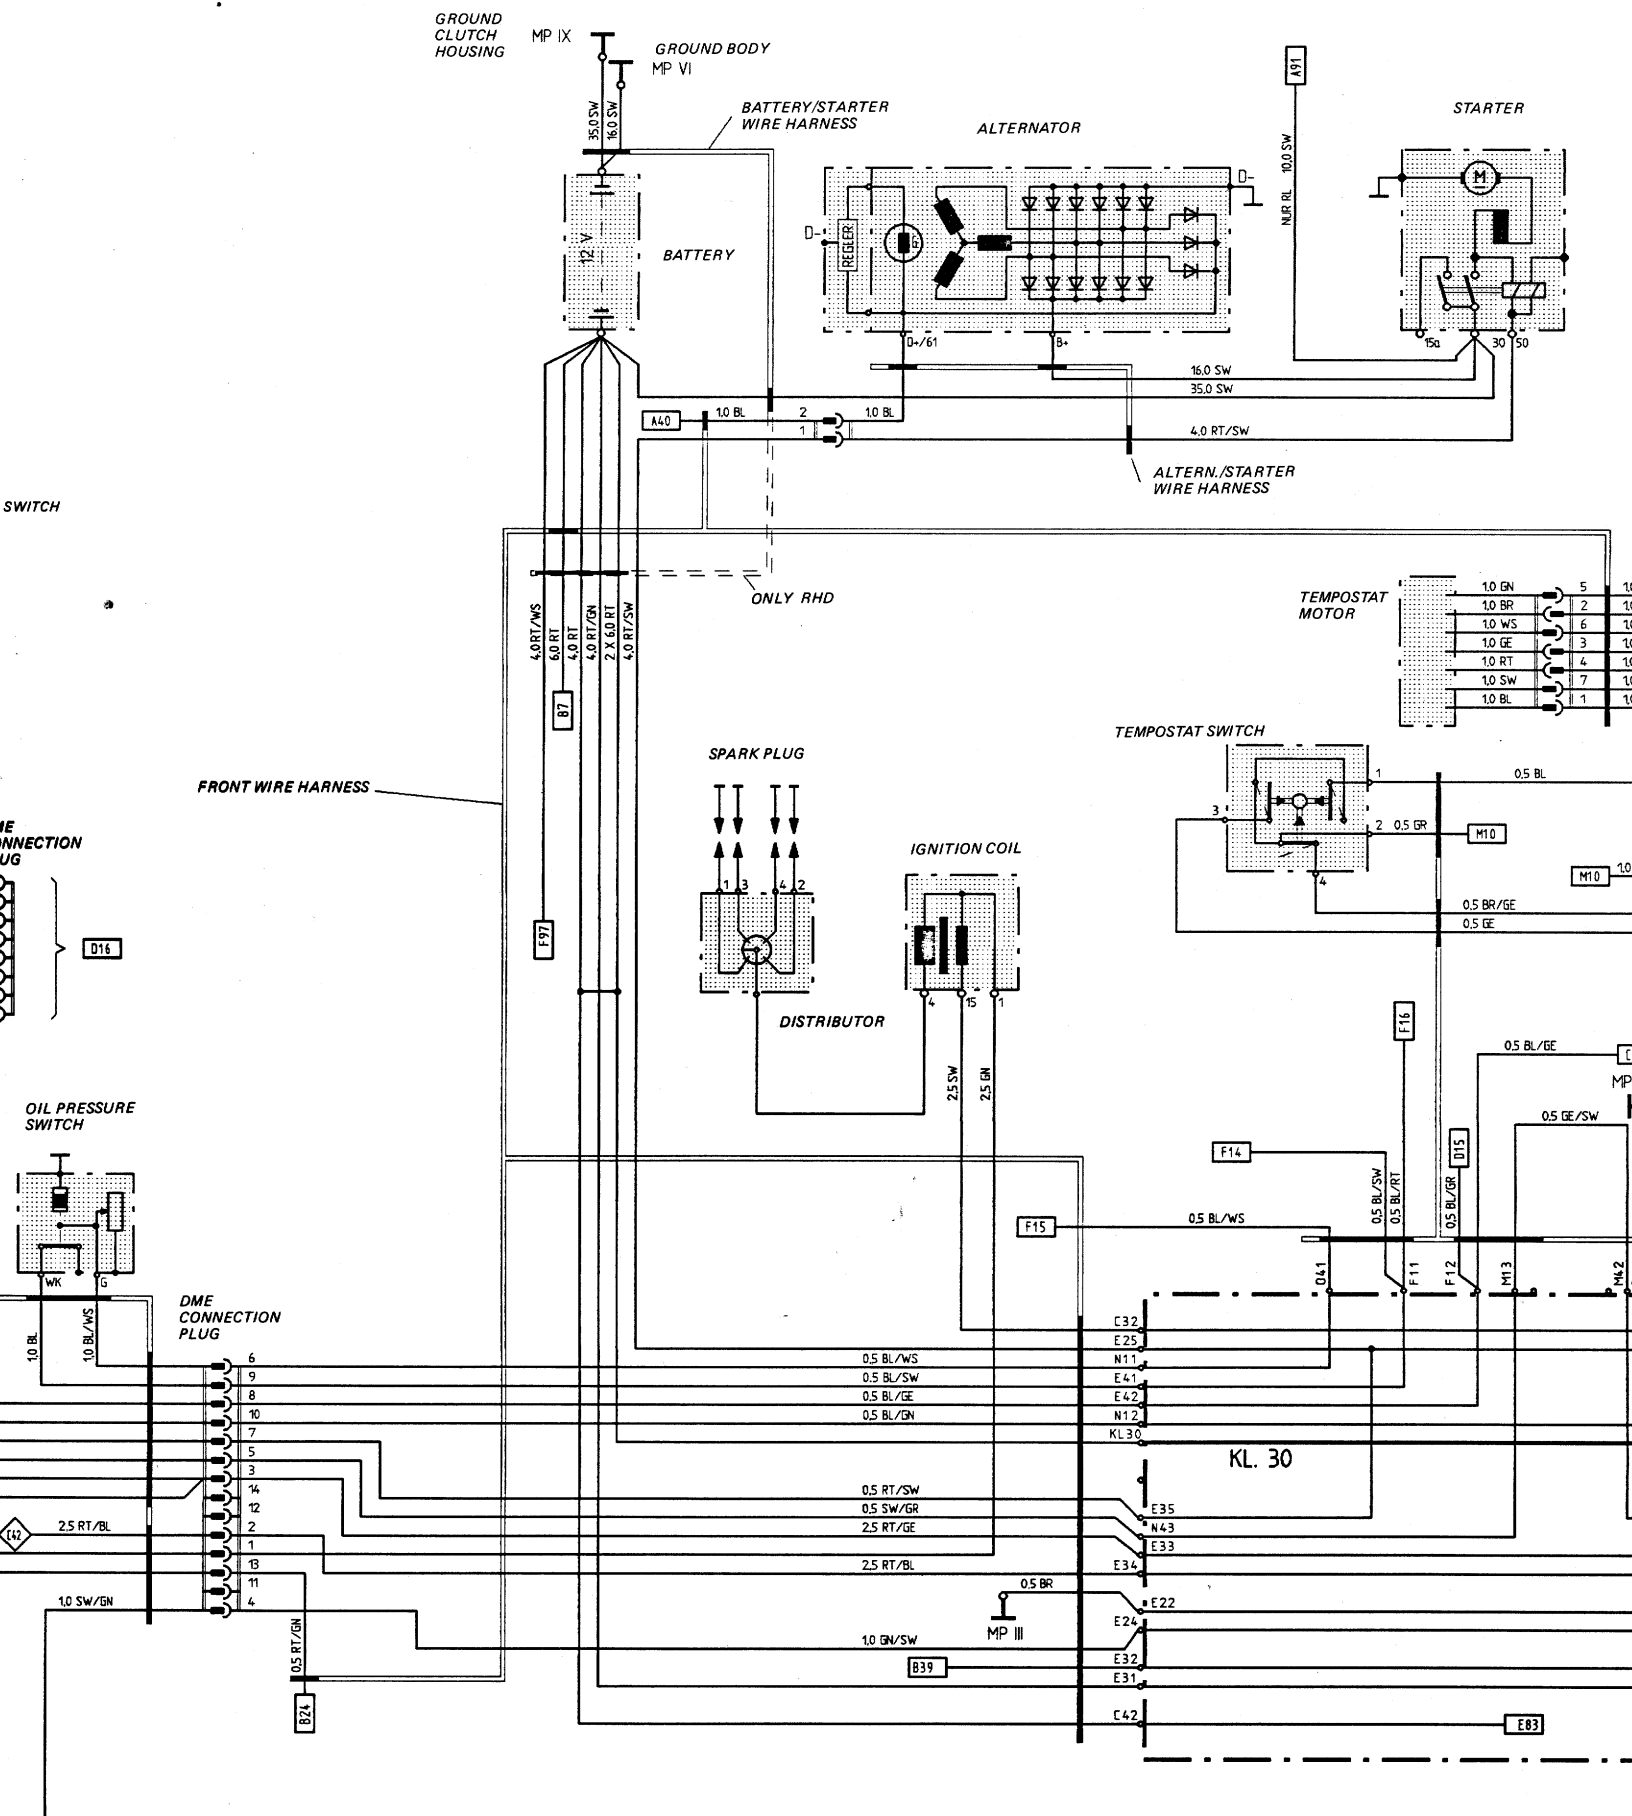 GROUND
CLUTCH
HOUSING
MP IX
GROUND BODY
MP VI
35,0 SW
16,0 SW
BATTERY/STARTER
WIRE HARNESS
ALTERNATOR
A91
STARTER
NUR RL 10,0 SW
M
12 V
BATTERY
D-
REGLER
G
D-
D+/61
B+
15a
30
50
16,0 SW
35,0 SW
A40
1,0 BL
2
1,0 BL
1
4,0 RT/SW
ALTERN./STARTER
WIRE HARNESS
SWITCH
ONLY RHD
4,0 RT/WS
6,0 RT
4,0 RT
4,0 RT/GN
2 X 6,0 RT
4,0 RT/SW
TEMPOSTAT
MOTOR
1,0 GN 5
1,0 BR 2
1,0 WS 6
1,0 GE 3
1,0 RT 4
1,0 SW 7
1,0 BL 1
B7
TEMPOSTAT SWITCH
SPARK PLUG
FRONT WIRE HARNESS
1
0,5 BL
3
2
0,5 GR
M10
4
M10
1,0
0,5 BR/GE
0,5 GE
NNECTION
UG
D16
F97
1
3
4
2
IGNITION COIL
4
15
1
DISTRIBUTOR
2,5 SW
2,5 GN
F16
0,5 BL/GE
MP
0,5 GE/SW
OIL PRESSURE
SWITCH
F14
D15
0,5 BL/SW
0,5 BL/RT
0,5 BL/GR
F15
0,5 BL/WS
WK
G
D41
F11
F12
M13
M42
DME
CONNECTION
PLUG
1,0 BL
1,0 BL/WS
C32
E25
6
0,5 BL/WS
N11
9
0,5 BL/SW
E41
8
0,5 BL/GE
E42
10
0,5 BL/GN
N12
7
KL30
KL. 30
5
3
14
0,5 RT/SW
E35
12
0,5 SW/GR
N43
C42
2,5 RT/BL
2
2,5 RT/GE
E33
1
2,5 RT/BL
E34
13
11
0,5 BR
E22
1,0 SW/GN
4
MP III
E24
0,5 RT/GN
1,0 GN/SW
B39
E32
E31
B24
C42
E83